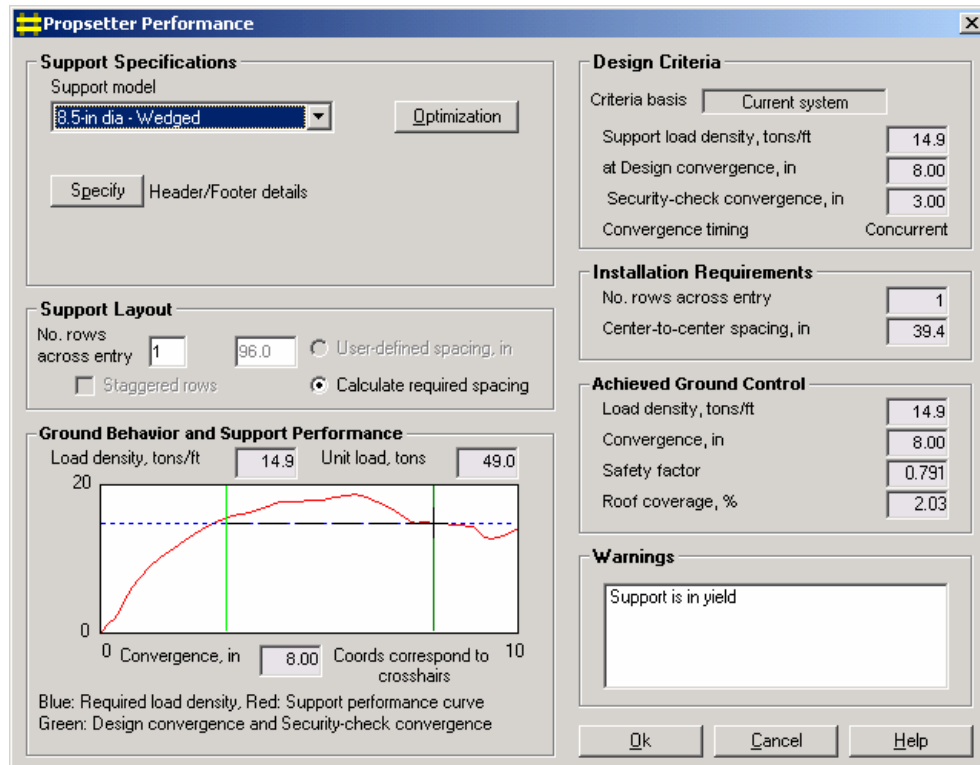 Propsetter Performance
Support Specifications
Support model
8.5-in dia - Wedged
Optimization
Specify Header/Footer details
Support Layout
No. rows
across entry 1 96.0 User-defined spacing, in
Staggered rows Calculate required spacing
Ground Behavior and Support Performance
Load density, tons/ft 14.9 Unit load, tons 49.0
20
0
0 Convergence, in 8.00 Coords correspond to 10
crosshairs
Blue: Required load density, Red: Support performance curve
Green: Design convergence and Security-check convergence
Design Criteria
Criteria basis Current system
Support load density, tons/ft 14.9
at Design convergence, in 8.00
Security-check convergence, in 3.00
Convergence timing Concurrent
Installation Requirements
No. rows across entry 1
Center-to-center spacing, in 39.4
Achieved Ground Control
Load density, tons/ft 14.9
Convergence, in 8.00
Safety factor 0.791
Roof coverage, % 2.03
Warnings
Support is in yield
Ok Cancel Help